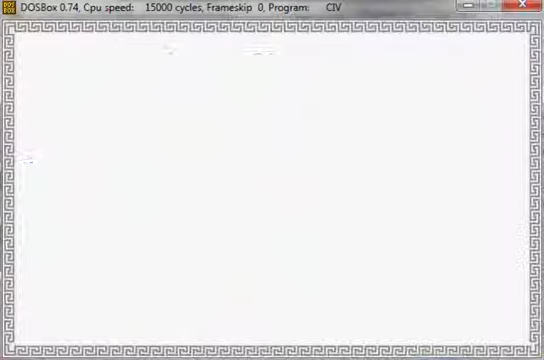 DOSBox 0.74, Cpu speed: 15000 cycles, Frameskip 0, Program: CIV